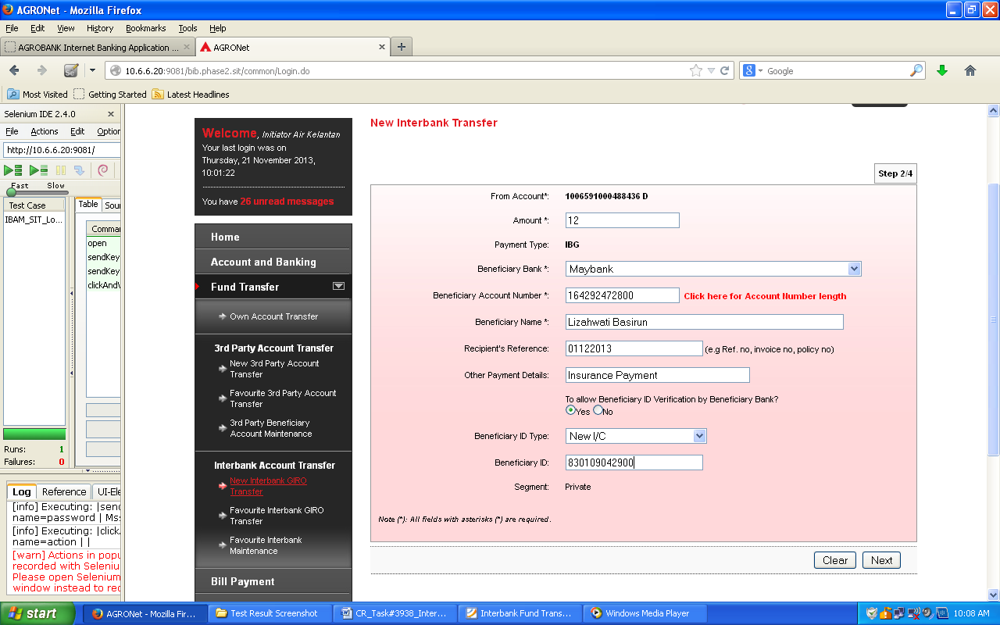 AGRONet - Mozilla Firefox
File Edit View History Bookmarks Tools Help
AGROBANK Internet Banking Application ...
AGRONet
10.6.6.20:9081/bib.phase2.sit/common/Login.do
Google
Most Visited Getting Started Latest Headlines
Selenium IDE 2.4.0
File Actions Edit Option
http://10.6.6.20:9081/
Fast Slow
Test Case
IBAM_SIT_Lo...
Table Sour
Comma
open
sendKey
sendKey
clickAndV
Runs: 1
Failures: 0
Log Reference UI-Ele
[info] Executing: |send
name=password | Mss
[info] Executing: |click
name=action | |
[warn] Actions in popu
recorded with Seleniu
Please open Selenium
window instead to rec
Welcome, Initiator Air Kelantan
Your last login was on
Thursday, 21 November 2013,
10:01:22
You have 26 unread messages
Home
Account and Banking
Fund Transfer
Own Account Transfer
3rd Party Account Transfer
New 3rd Party Account
Transfer
Favourite 3rd Party Account
Transfer
3rd Party Beneficiary
Account Maintenance
Interbank Account Transfer
New Interbank GIRO
Transfer
Favourite Interbank GIRO
Transfer
Favourite Interbank
Maintenance
Bill Payment
New Interbank Transfer
Step 2/4
From Account*: 1006591000488436 D
Amount *: 12
Payment Type: IBG
Beneficiary Bank *: Maybank
Beneficiary Account Number *: 164292472800 Click here for Account Number length
Beneficiary Name *: Lizahwati Basirun
Recipient's Reference: 01122013 (e.g Ref. no, invoice no, policy no)
Other Payment Details: Insurance Payment
To allow Beneficiary ID Verification by Beneficiary Bank?
Yes No
Beneficiary ID Type: New I/C
Beneficiary ID: 830109042900
Segment: Private
Note (*): All fields with asterisks (*) are required.
Clear Next
start AGRONet - Mozilla Fir... Test Result Screenshot CR_Task#3938_Inter... Interbank Fund Trans... Windows Media Player 10:08 AM